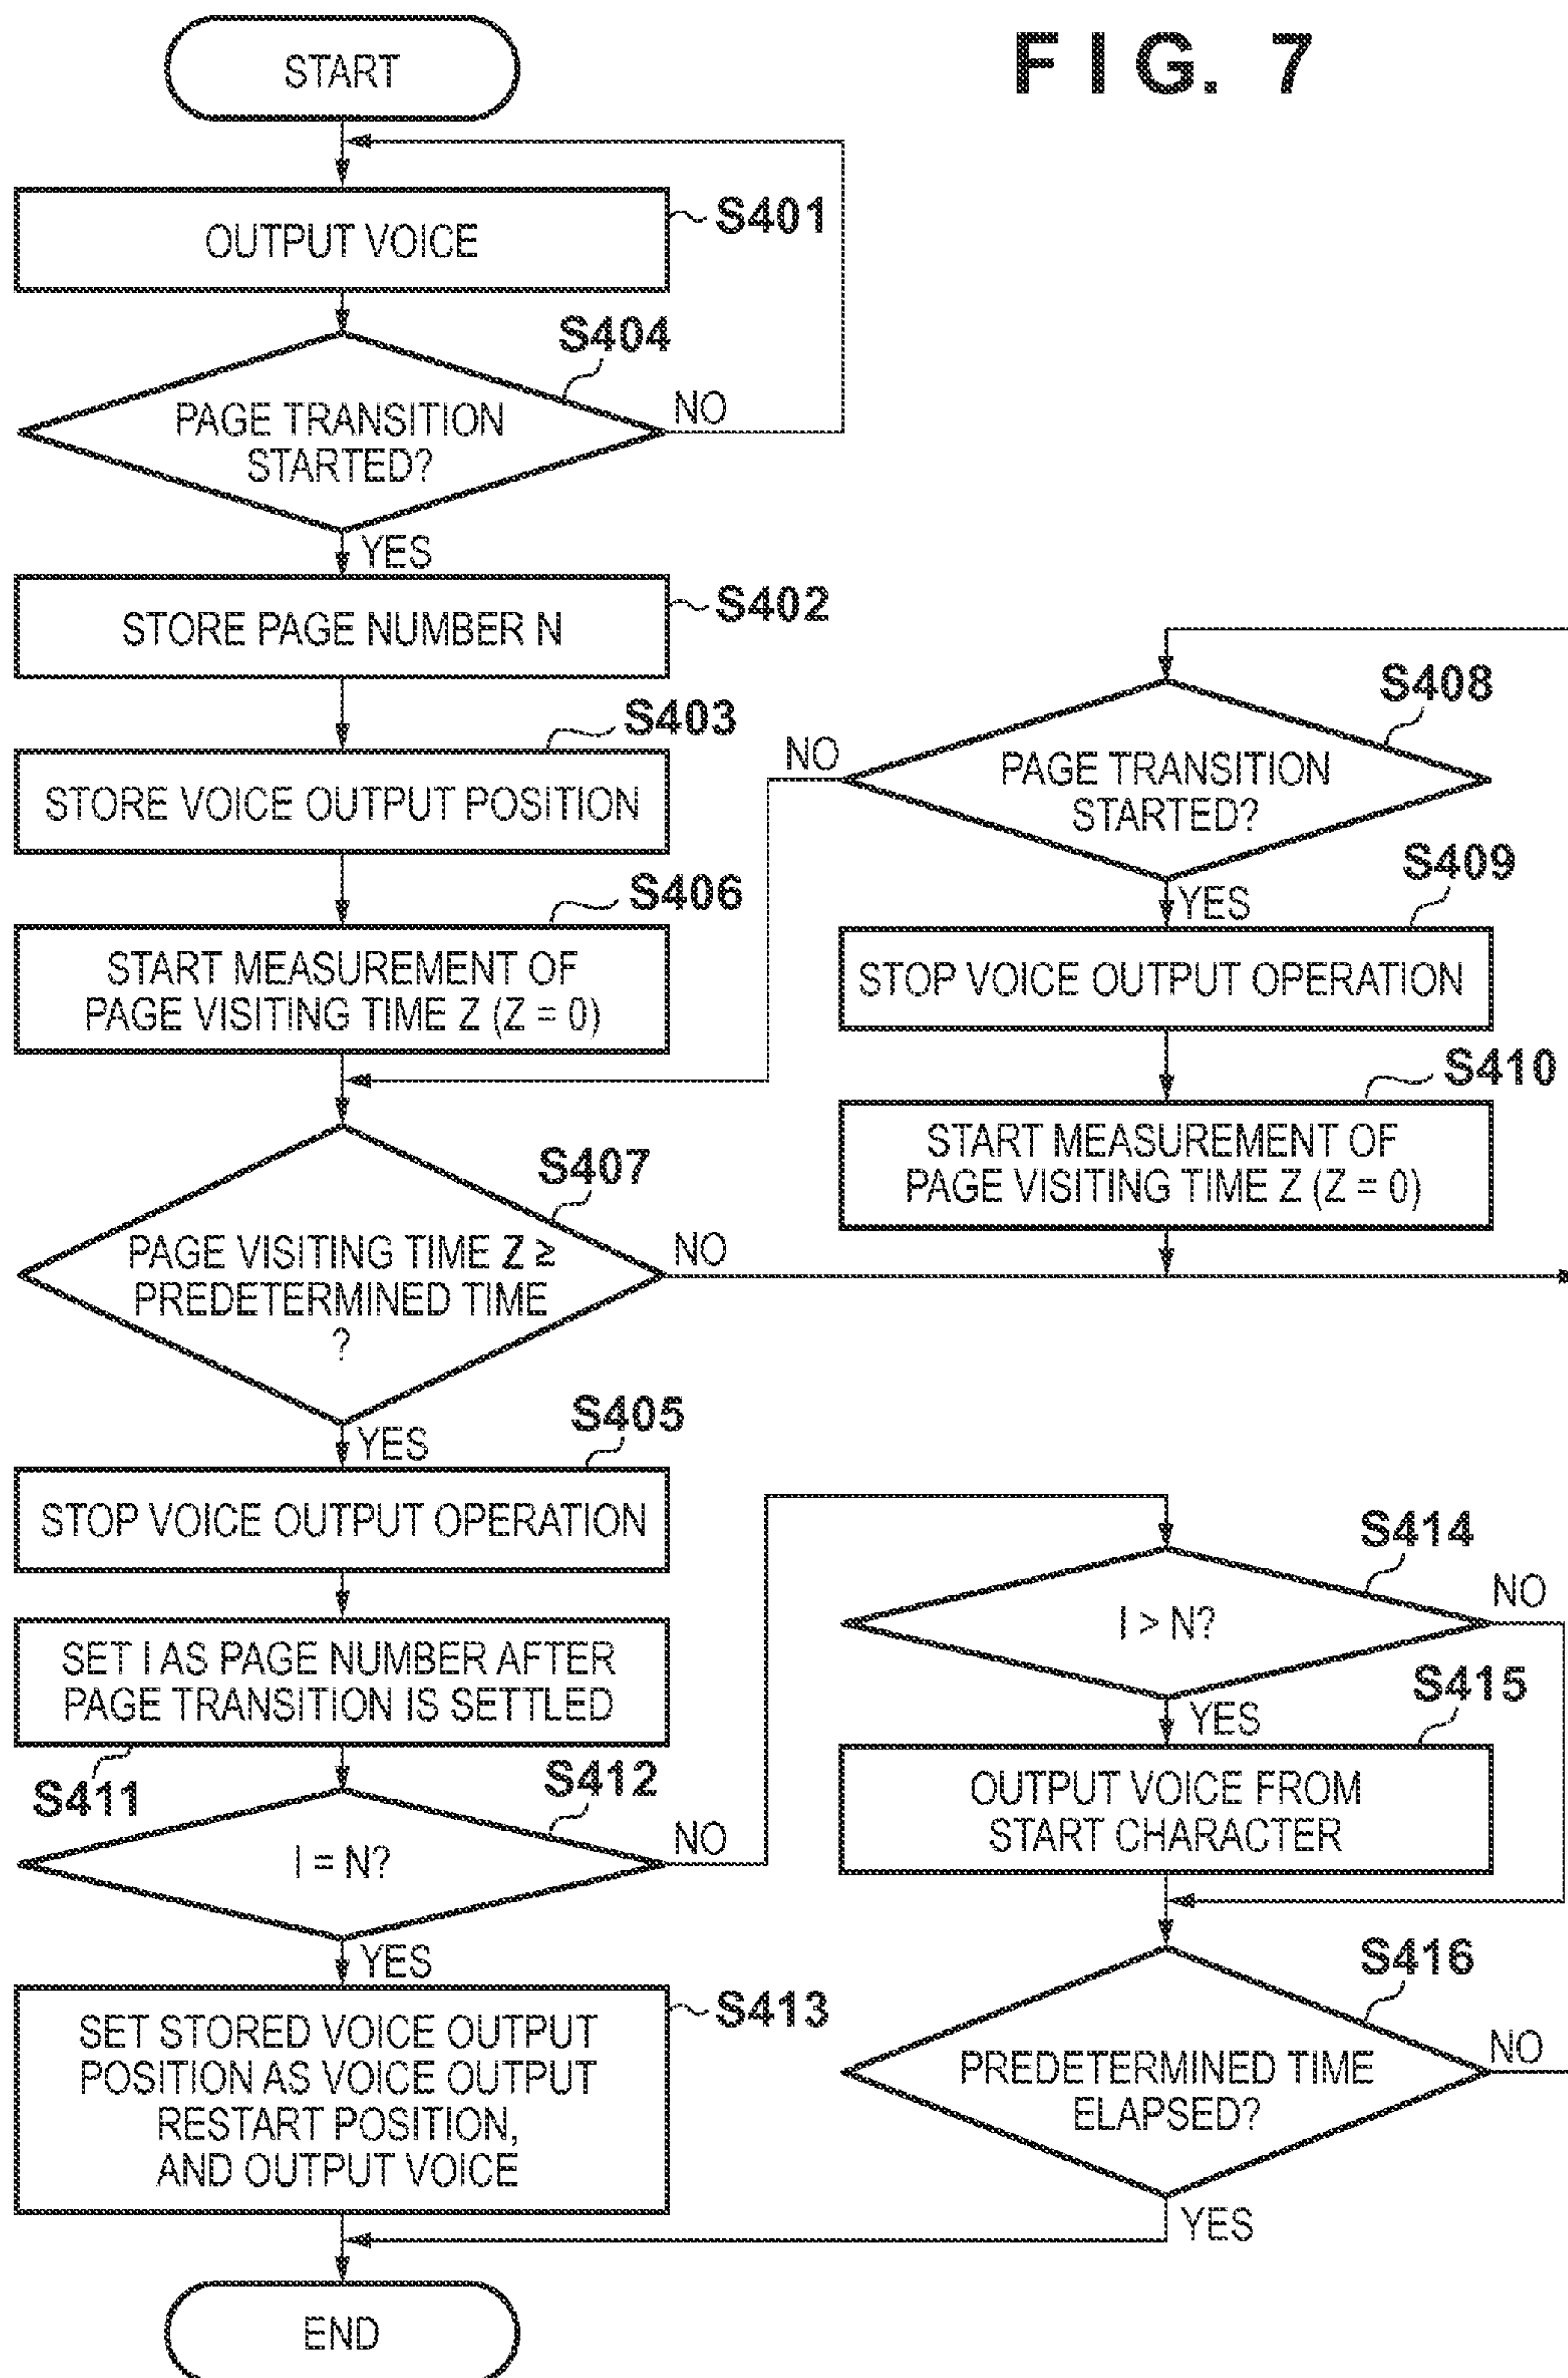 FIG. 7
START
OUTPUT VOICE
S401
S404
PAGE TRANSITION
STARTED?
NO
YES
STORE PAGE NUMBER N
S402
S403
STORE VOICE OUTPUT POSITION
S406
START MEASUREMENT OF
PAGE VISITING TIME Z (Z = 0)
S407
PAGE VISITING TIME Z ≥
PREDETERMINED TIME
?
NO
YES
S405
STOP VOICE OUTPUT OPERATION
SET I AS PAGE NUMBER AFTER
PAGE TRANSITION IS SETTLED
S411
S412
I = N?
NO
YES
SET STORED VOICE OUTPUT
POSITION AS VOICE OUTPUT
RESTART POSITION,
AND OUTPUT VOICE
S413
END
S408
PAGE TRANSITION
STARTED?
NO
YES
S409
STOP VOICE OUTPUT OPERATION
S410
START MEASUREMENT OF
PAGE VISITING TIME Z (Z = 0)
S414
I > N?
NO
YES
S415
OUTPUT VOICE FROM
START CHARACTER
S416
PREDETERMINED TIME
ELAPSED?
NO
YES